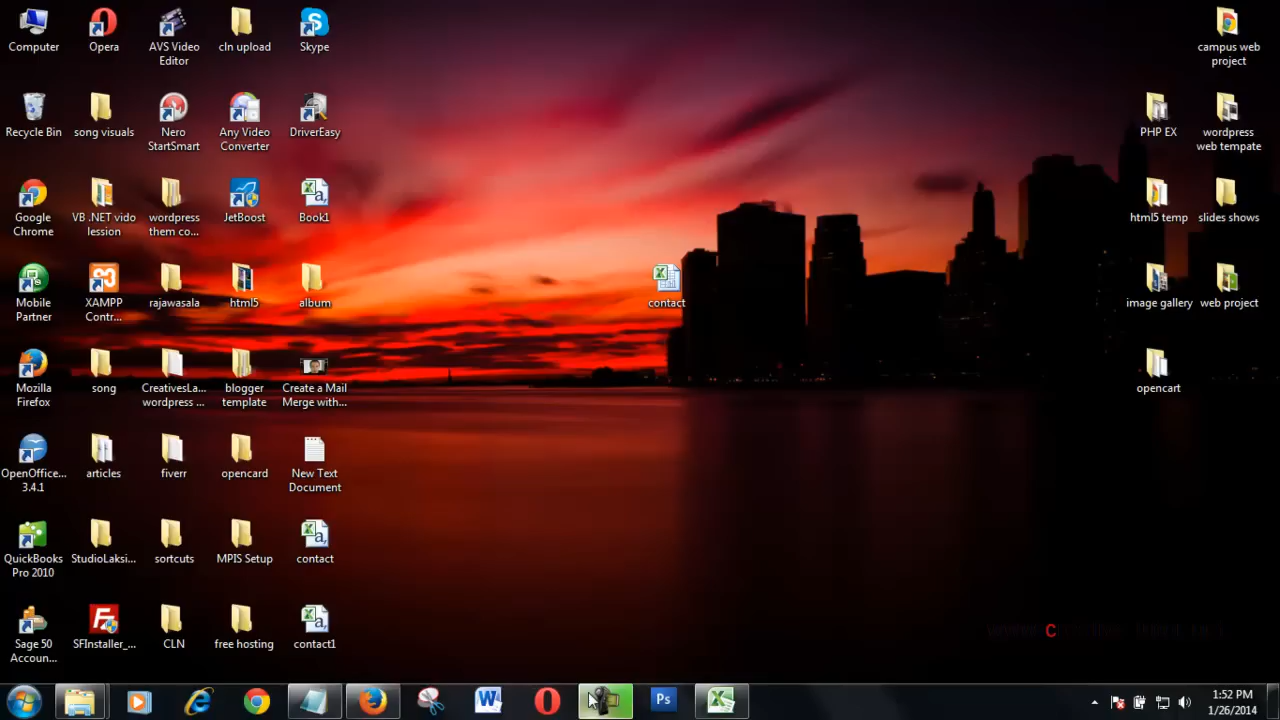 Computer
Opera
AVS Video
Editor
cln upload
Skype
campus web
project
Recycle Bin
song visuals
Nero
StartSmart
Any Video
Converter
DriverEasy
PHP EX
wordpress
web tempate
Google
Chrome
VB .NET vido
lession
wordpress
them co...
JetBoost
Book1
html5 temp
slides shows
Mobile
Partner
XAMPP
Contr...
rajawasala
html5
album
contact
image gallery
web project
Mozilla
Firefox
song
CreativesLa...
wordpress ...
blogger
template
Create a Mail
Merge with...
opencart
OpenOffice...
3.4.1
articles
fiverr
opencard
New Text
Document
QuickBooks
Pro 2010
StudioLaksi...
sortcuts
MPIS Setup
contact
Sage 50
Accoun...
SFInstaller_...
CLN
free hosting
contact1
Ps
1:52 PM
1/26/2014